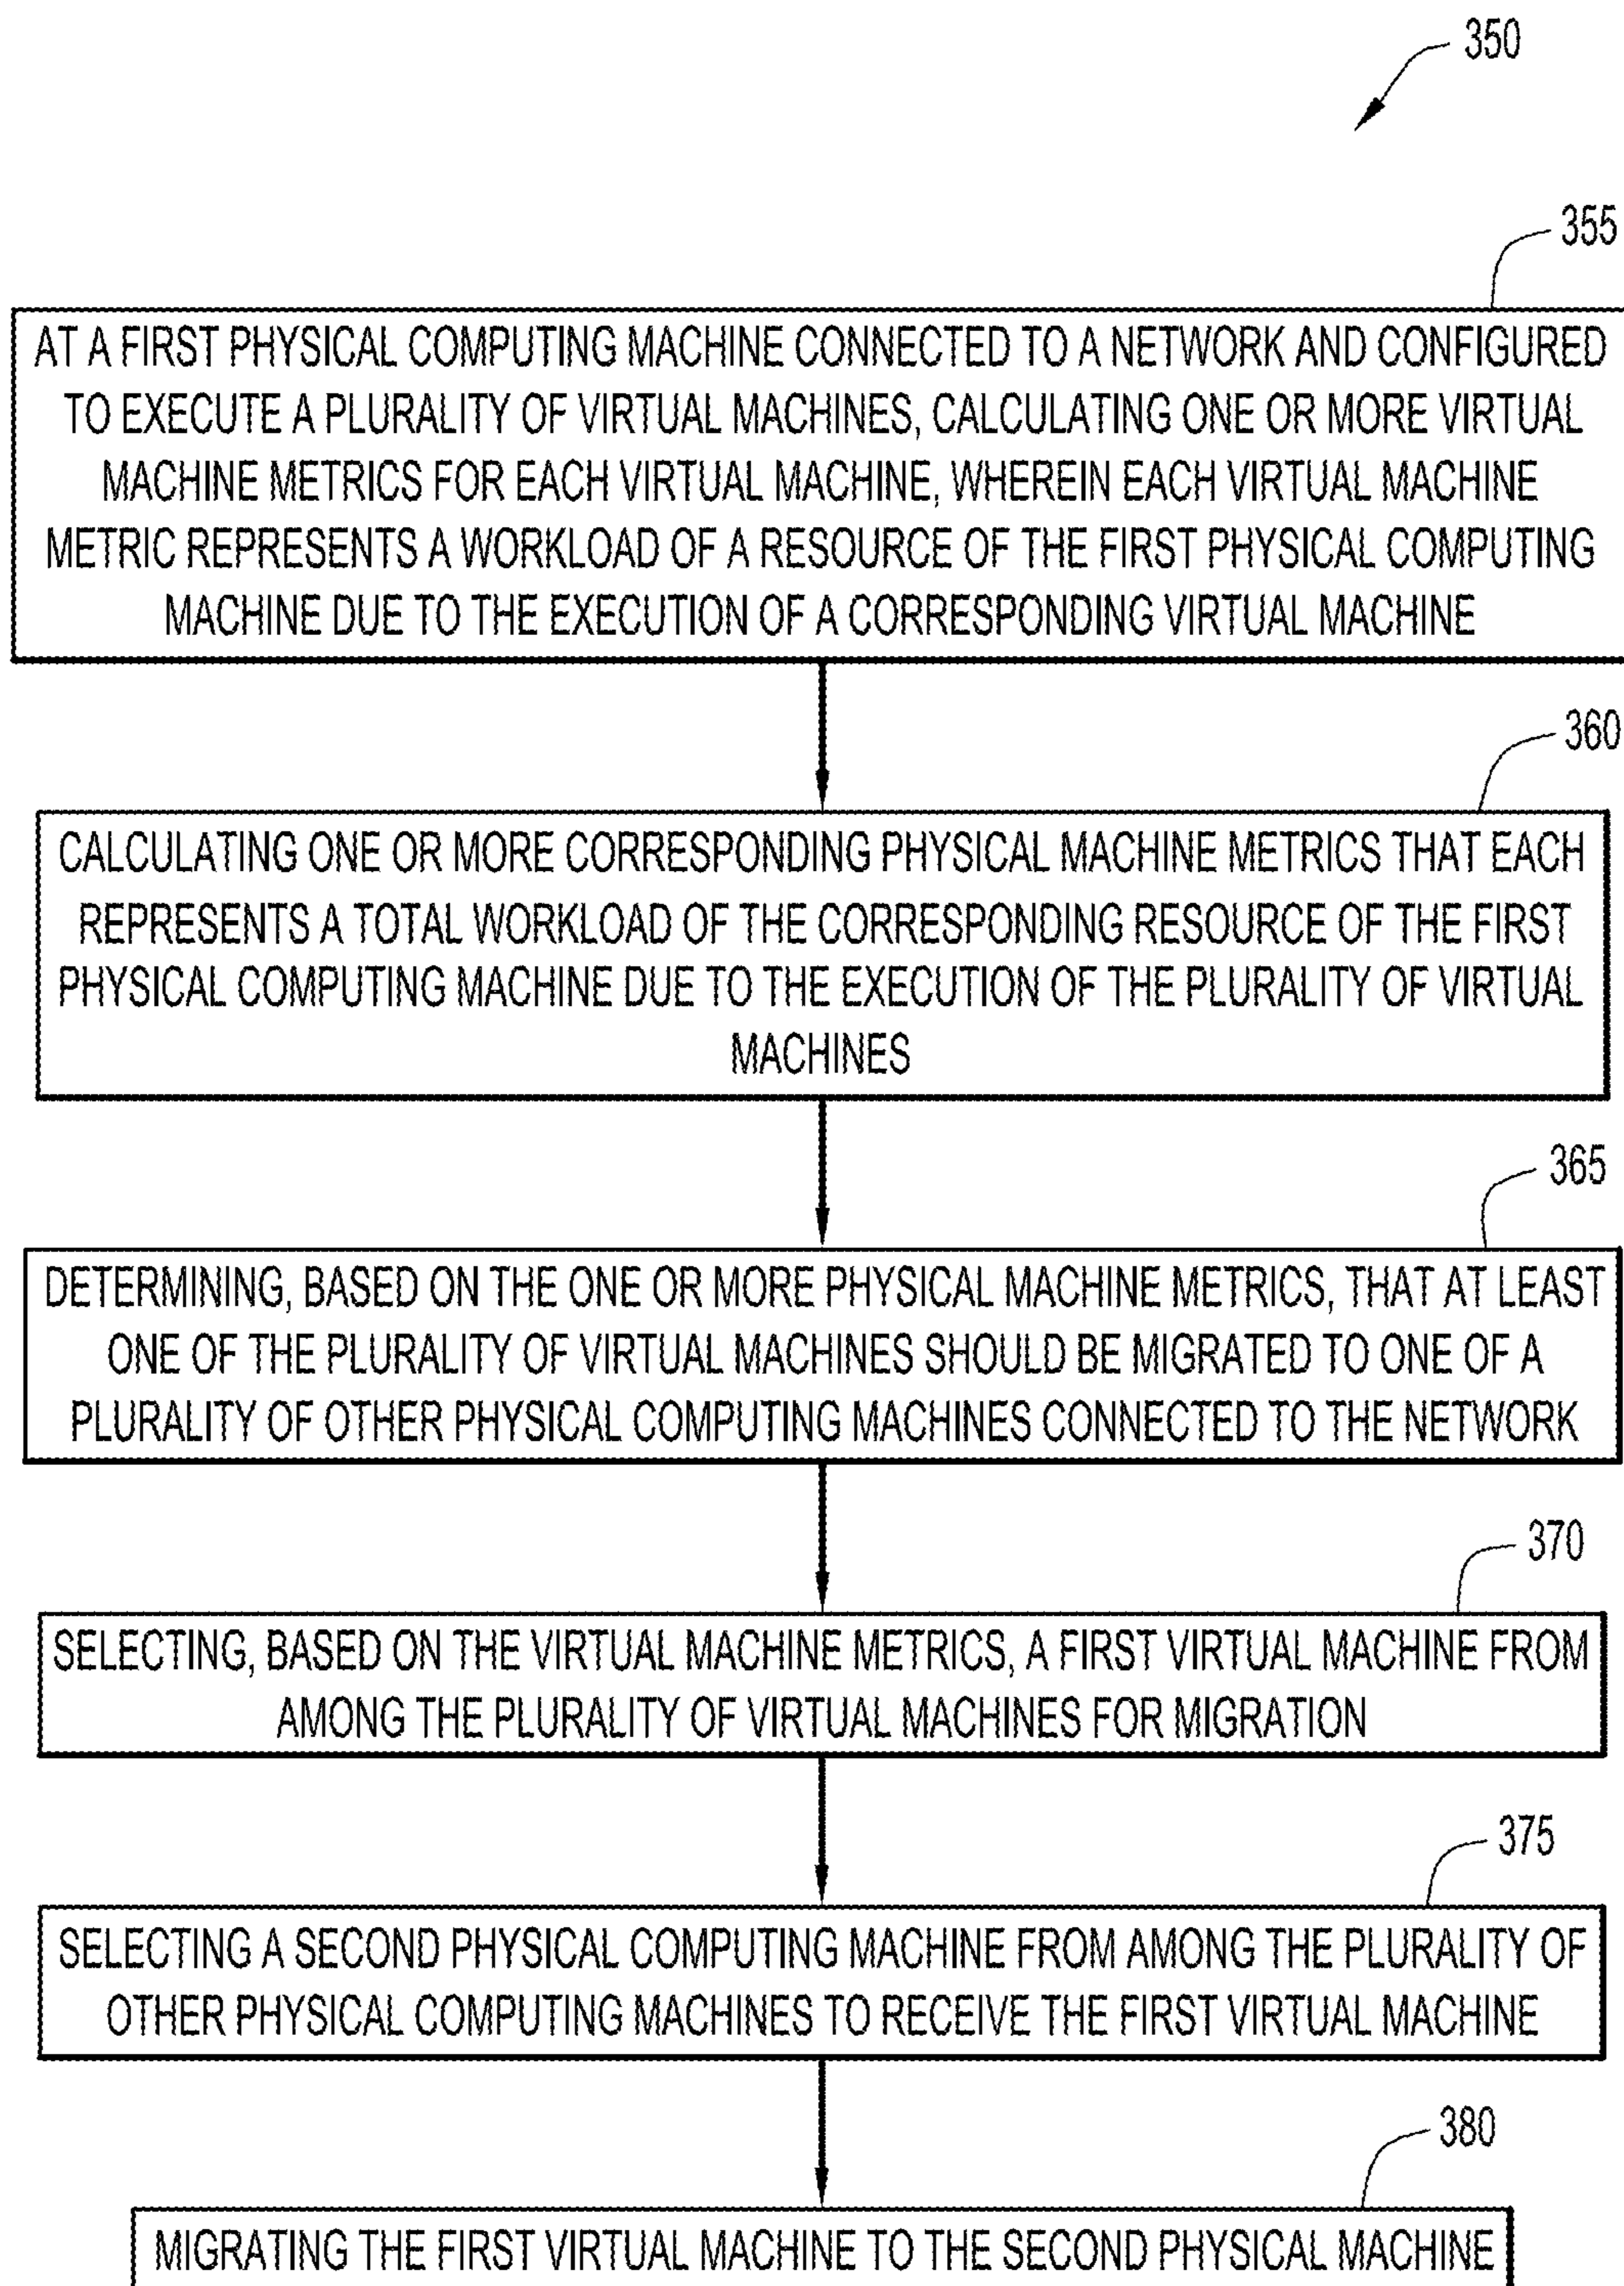 350
355
AT A FIRST PHYSICAL COMPUTING MACHINE CONNECTED TO A NETWORK AND CONFIGURED
TO EXECUTE A PLURALITY OF VIRTUAL MACHINES, CALCULATING ONE OR MORE VIRTUAL
MACHINE METRICS FOR EACH VIRTUAL MACHINE, WHEREIN EACH VIRTUAL MACHINE
METRIC REPRESENTS A WORKLOAD OF A RESOURCE OF THE FIRST PHYSICAL COMPUTING
MACHINE DUE TO THE EXECUTION OF A CORRESPONDING VIRTUAL MACHINE
360
CALCULATING ONE OR MORE CORRESPONDING PHYSICAL MACHINE METRICS THAT EACH
REPRESENTS A TOTAL WORKLOAD OF THE CORRESPONDING RESOURCE OF THE FIRST
PHYSICAL COMPUTING MACHINE DUE TO THE EXECUTION OF THE PLURALITY OF VIRTUAL
MACHINES
365
DETERMINING, BASED ON THE ONE OR MORE PHYSICAL MACHINE METRICS, THAT AT LEAST
ONE OF THE PLURALITY OF VIRTUAL MACHINES SHOULD BE MIGRATED TO ONE OF A
PLURALITY OF OTHER PHYSICAL COMPUTING MACHINES CONNECTED TO THE NETWORK
370
SELECTING, BASED ON THE VIRTUAL MACHINE METRICS, A FIRST VIRTUAL MACHINE FROM
AMONG THE PLURALITY OF VIRTUAL MACHINES FOR MIGRATION
375
SELECTING A SECOND PHYSICAL COMPUTING MACHINE FROM AMONG THE PLURALITY OF
OTHER PHYSICAL COMPUTING MACHINES TO RECEIVE THE FIRST VIRTUAL MACHINE
380
MIGRATING THE FIRST VIRTUAL MACHINE TO THE SECOND PHYSICAL MACHINE